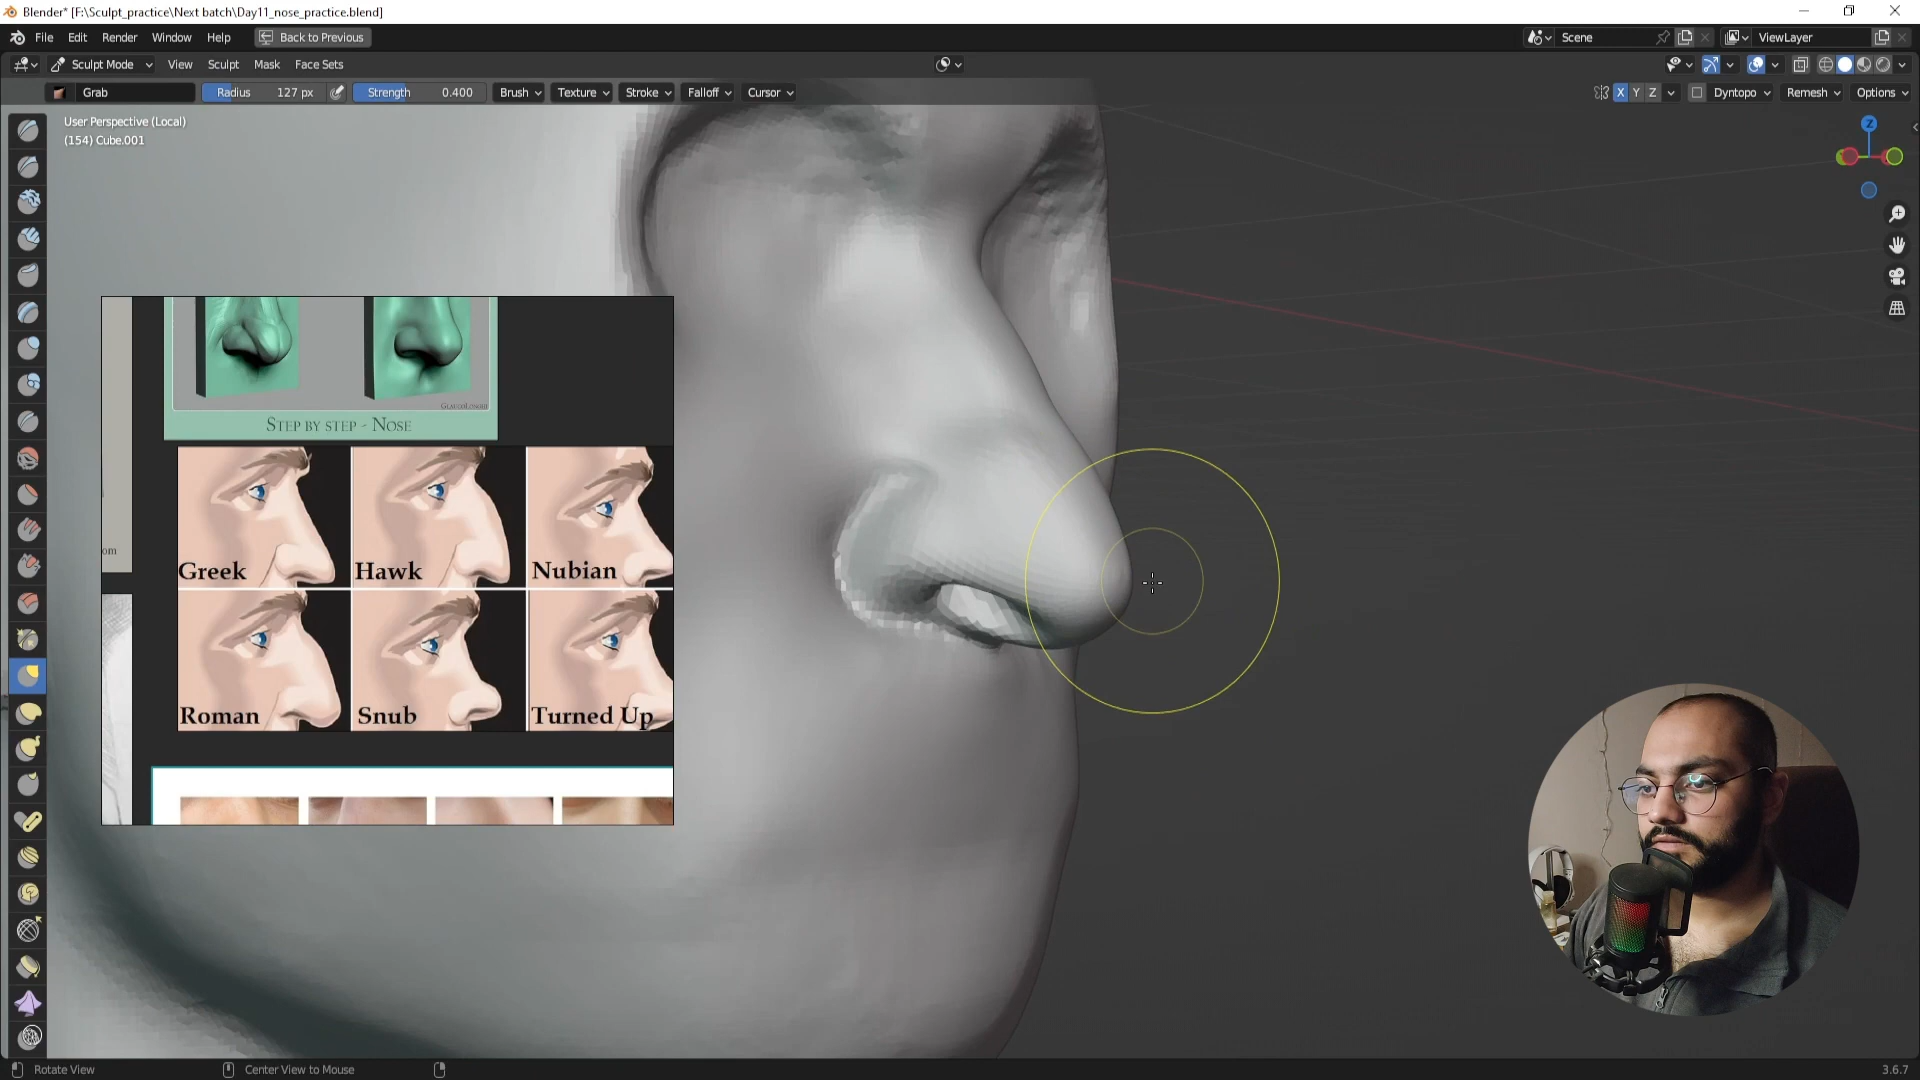 Blender* [F:\Sculpt_practice\Next batch\Day11_nose_practice.blend]
File Edit Render Window Help Back to Previous Scene ViewLayer
Sculpt Mode View Sculpt Mask Face Sets
Grab Radius 127 px Strength 0.400 Brush Texture Stroke Falloff Cursor X Y Z Dyntopo Remesh Options
User Perspective (Local)
(154) Cube.001
Z
STEP BY STEP - NOSE
om
Greek Hawk Nubian
Roman Snub Turned Up
Rotate View Center View to Mouse 3.6.7